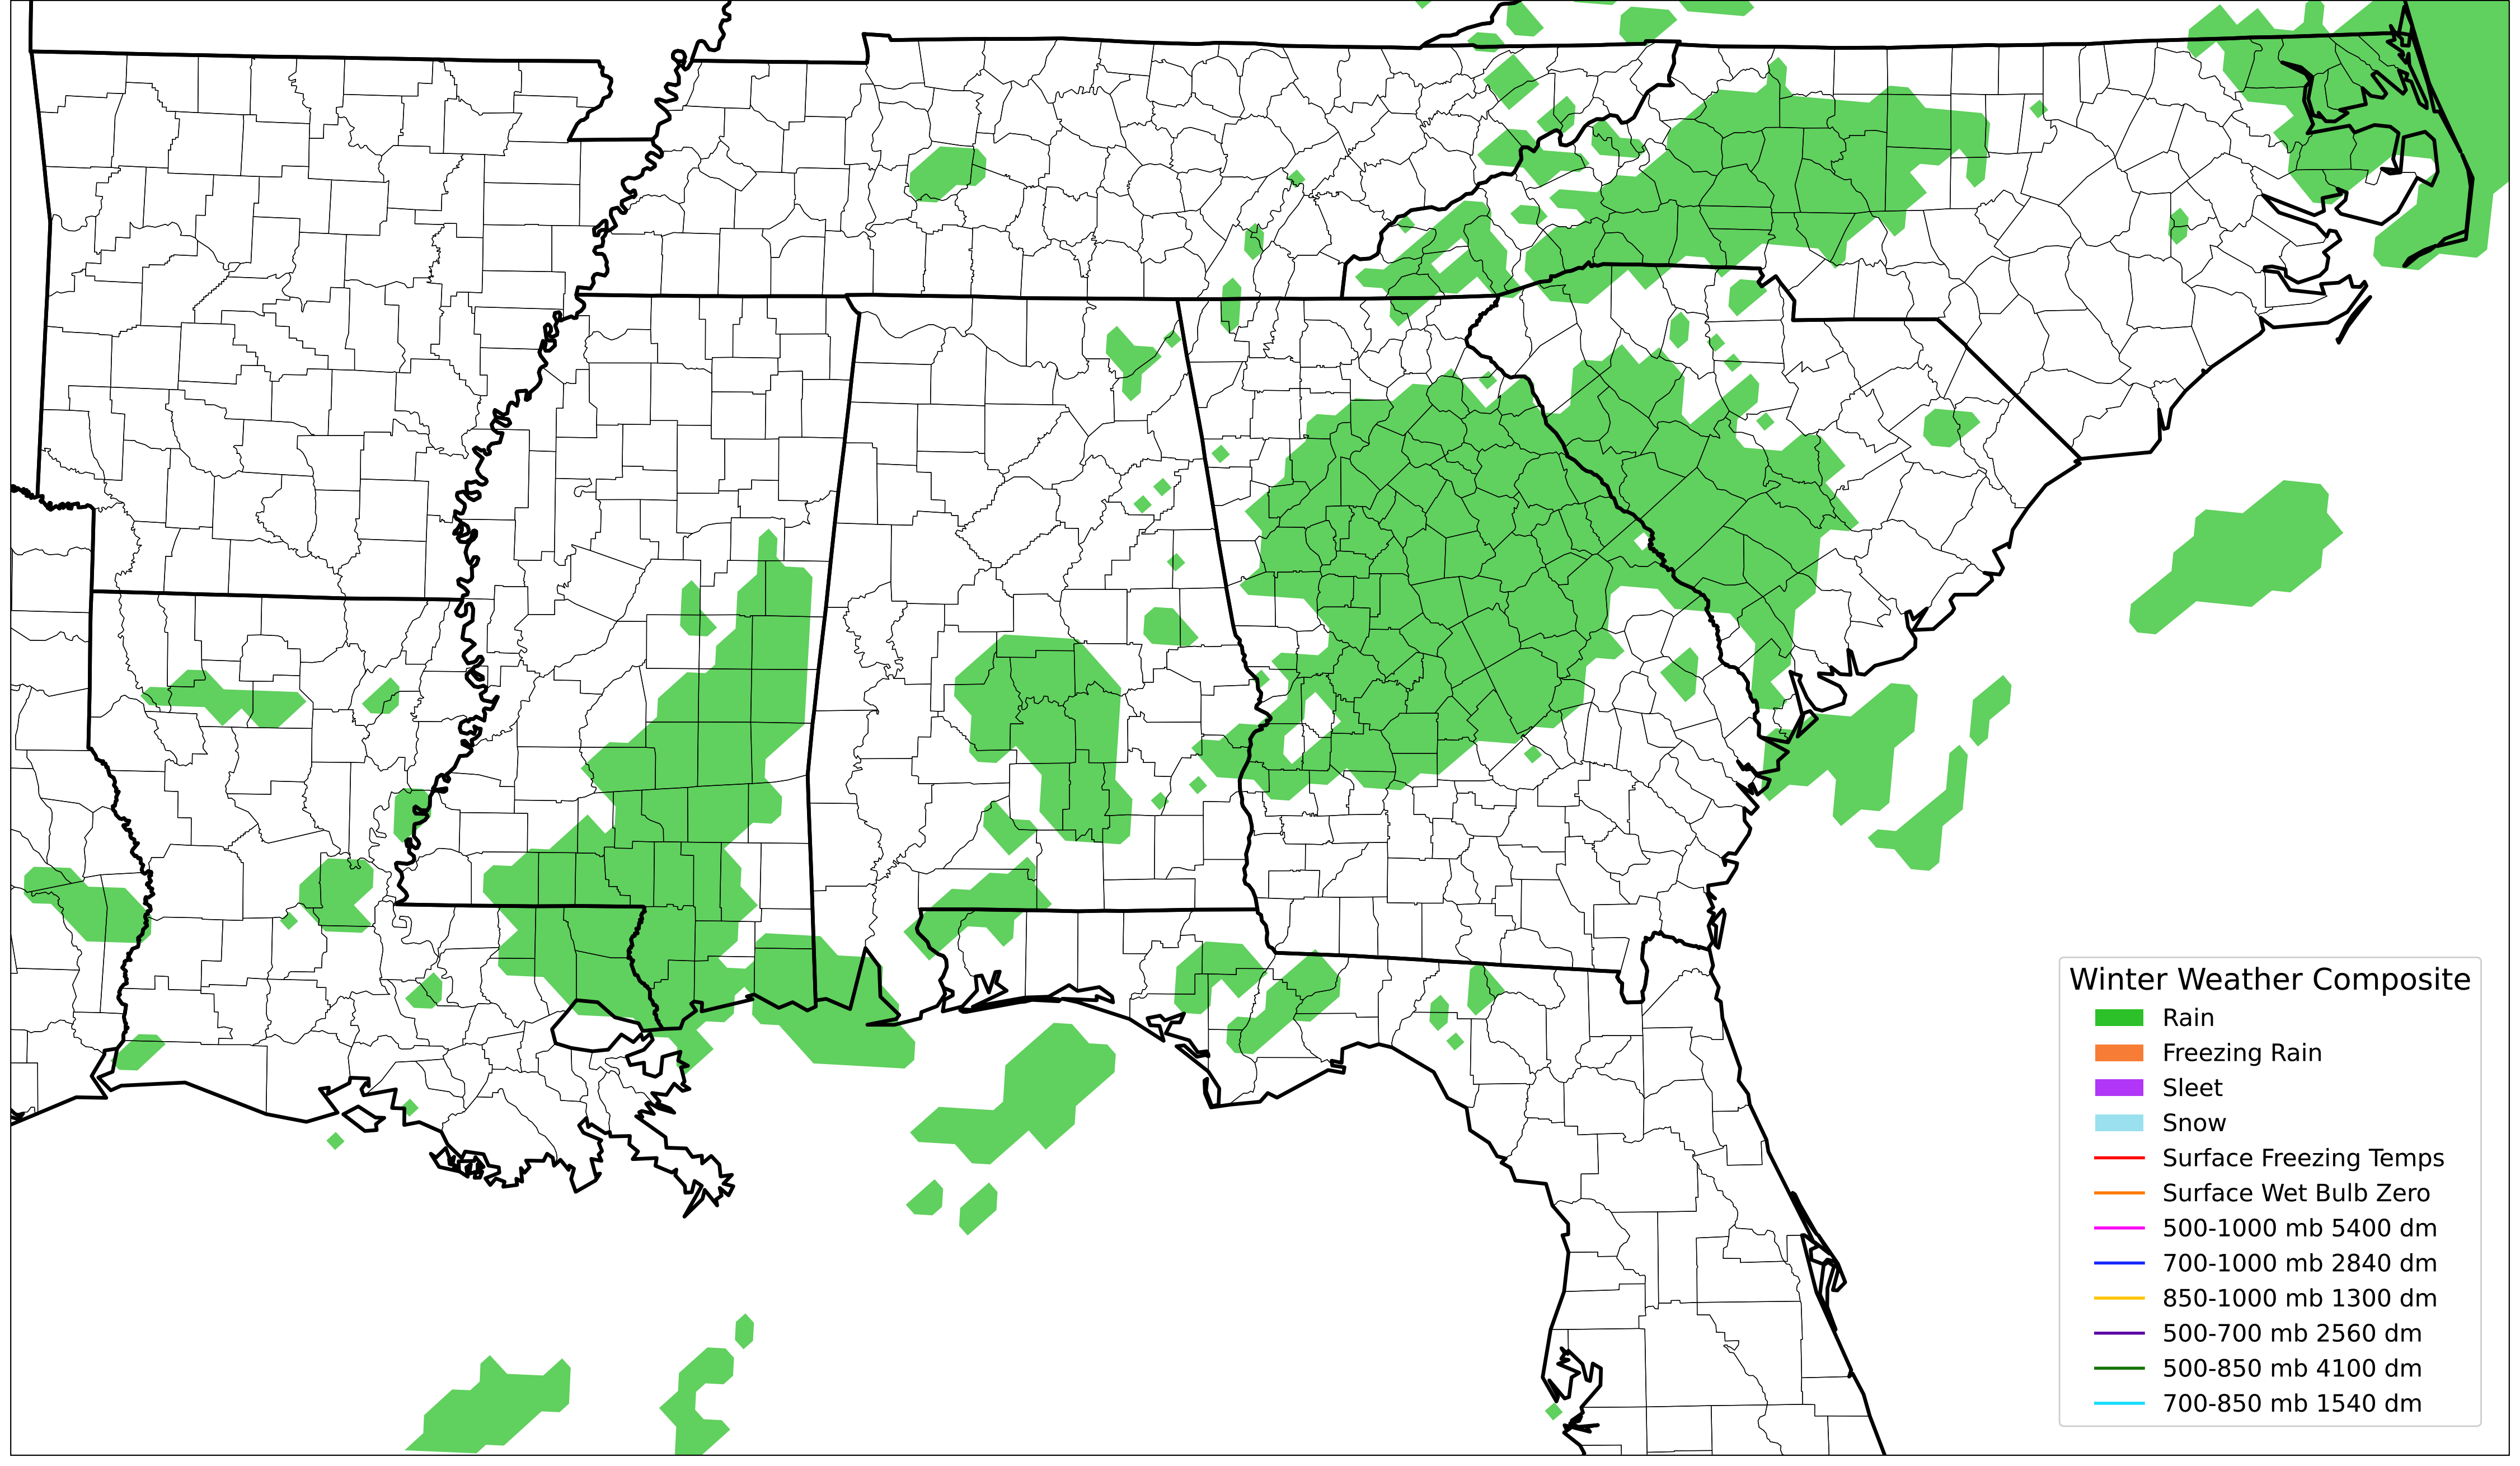 Winter Weather Composite
Rain
Freezing Rain
Sleet
Snow
Surface Freezing Temps
Surface Wet Bulb Zero
500-1000 mb 5400 dm
700-1000 mb 2840 dm
850-1000 mb 1300 dm
500-700 mb 2560 dm
500-850 mb 4100 dm
700-850 mb 1540 dm